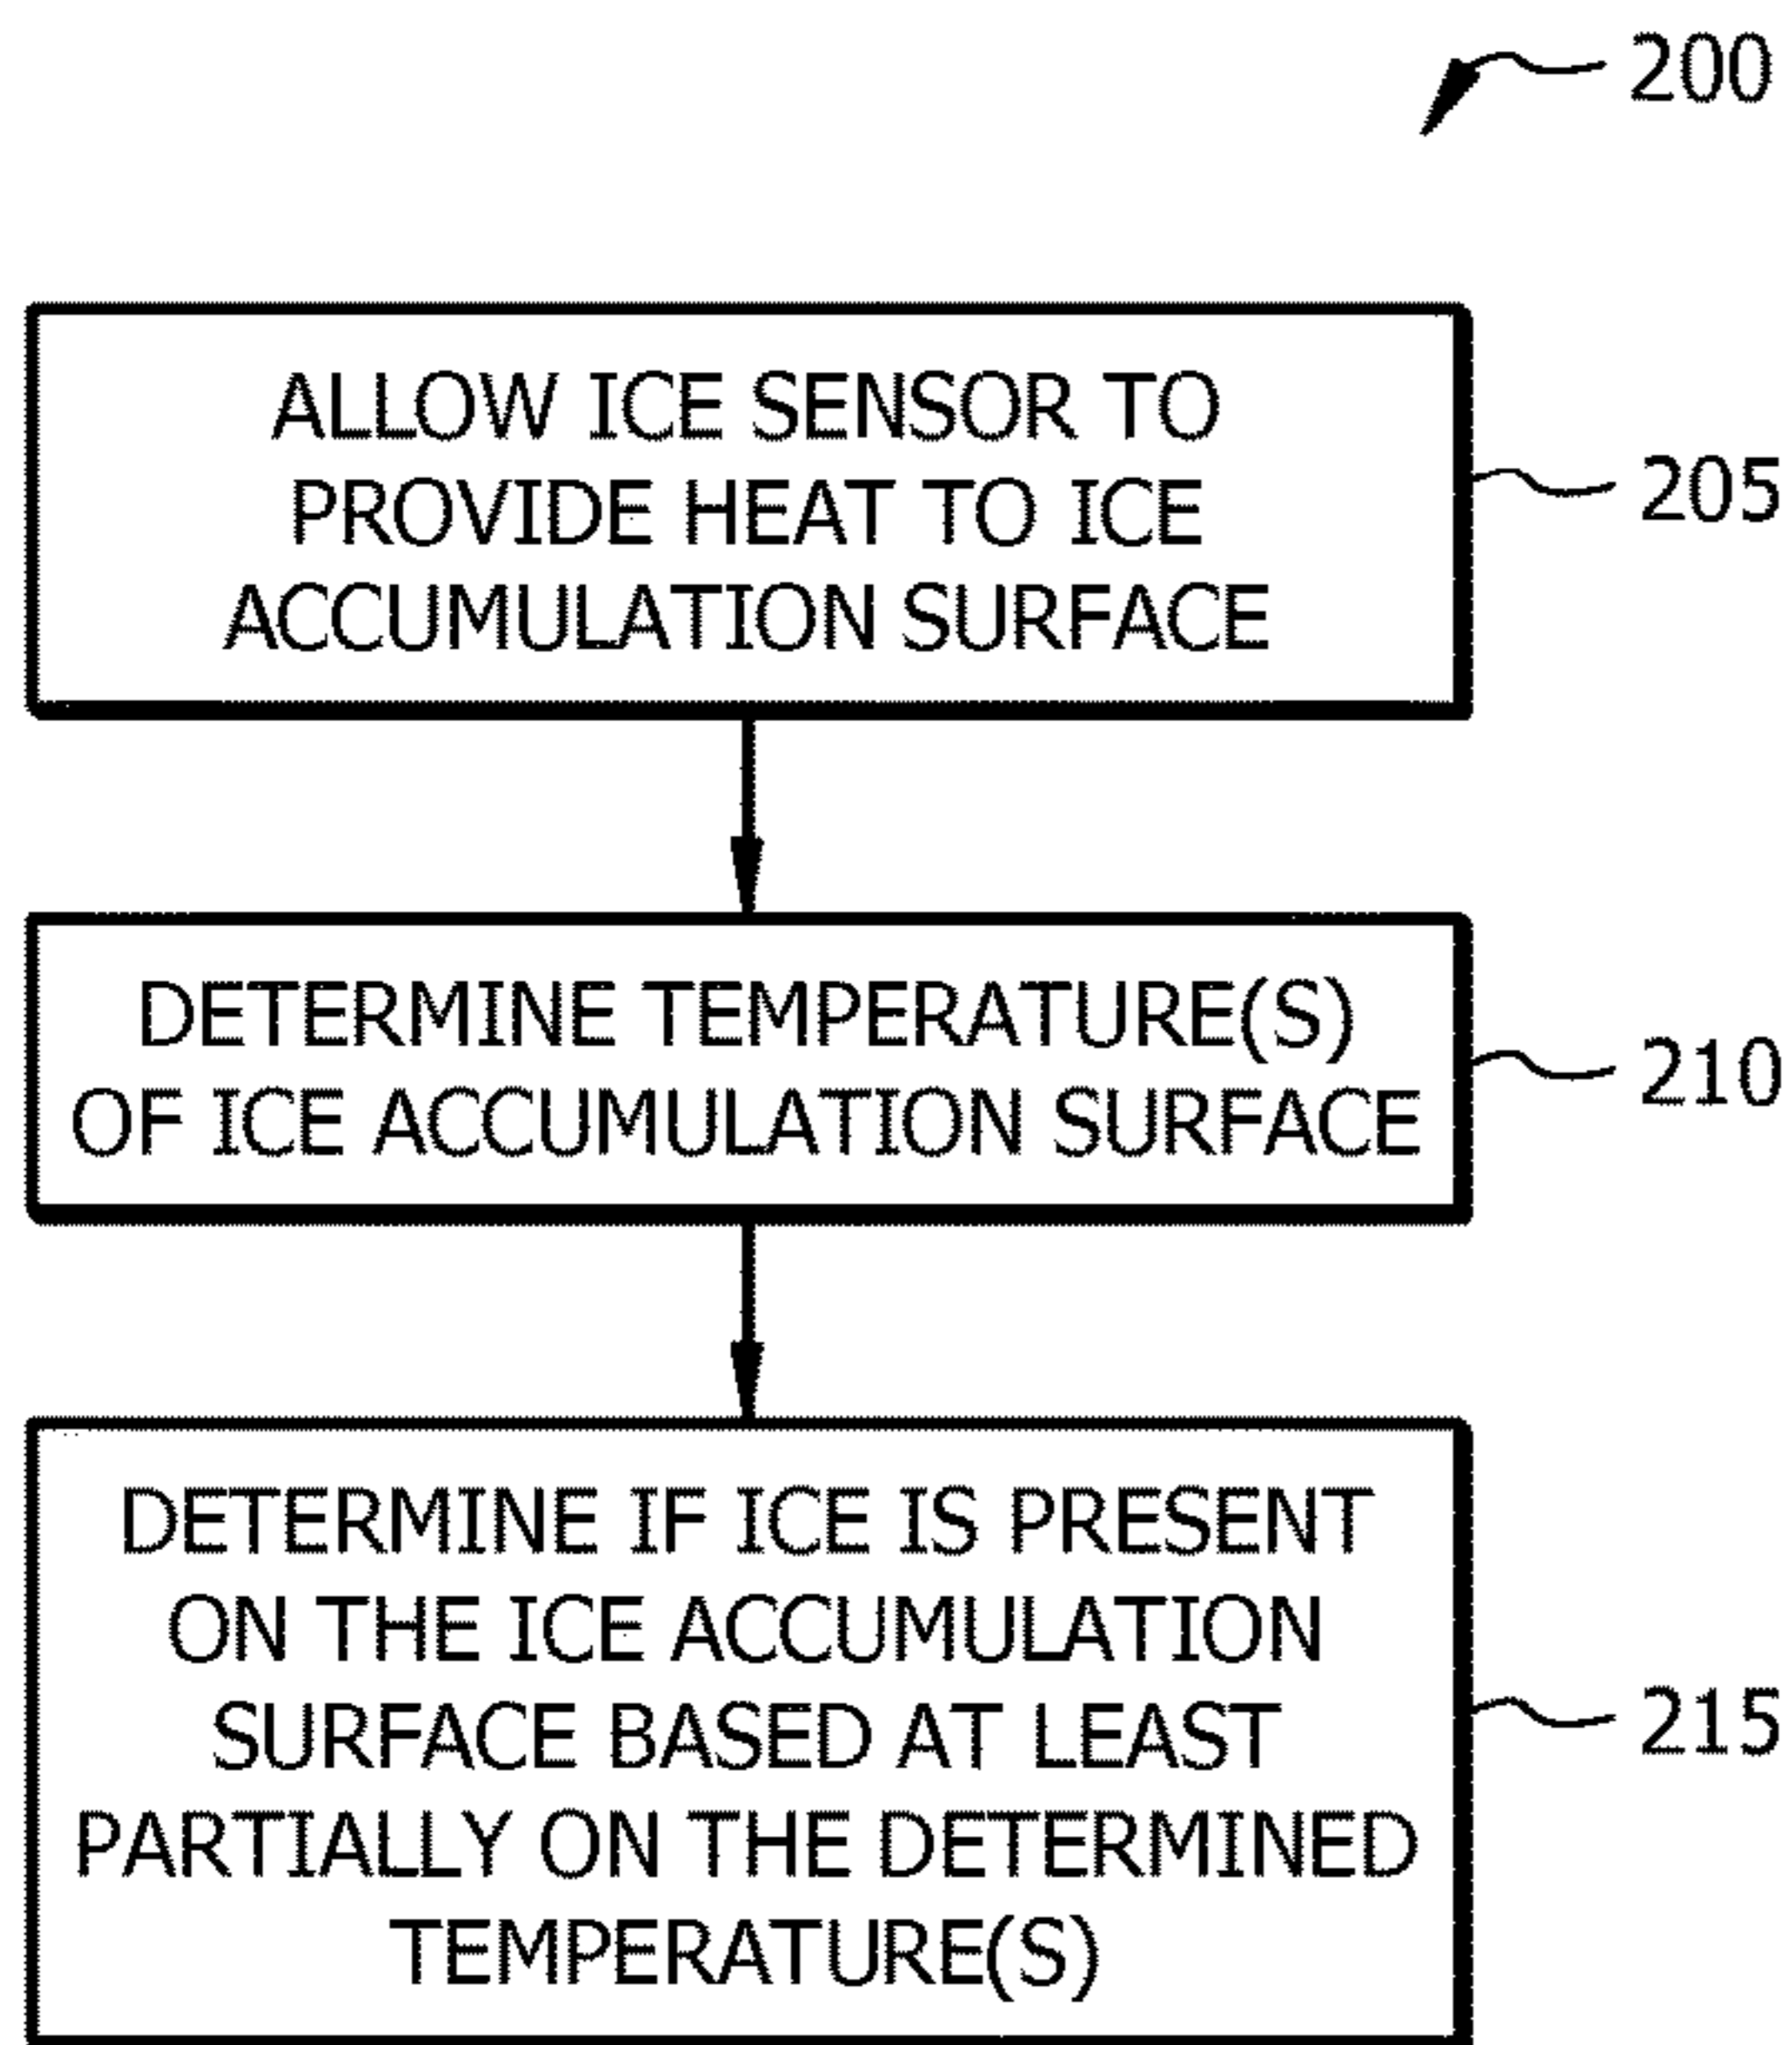 200
ALLOW ICE SENSOR TO
PROVIDE HEAT TO ICE
ACCUMULATION SURFACE
205
DETERMINE TEMPERATURE(S)
OF ICE ACCUMULATION SURFACE
210
DETERMINE IF ICE IS PRESENT
ON THE ICE ACCUMULATION
SURFACE BASED AT LEAST
PARTIALLY ON THE DETERMINED
TEMPERATURE(S)
215